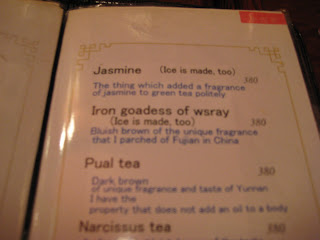 Jasmine (Ice is made, too) 380
The thing which added a fragrance
of jasmine to green tea politely
Iron goadess of wsray
(Ice is made, too) 380
Bluish brown of the unique fragrance
that I parched of Fujian in China
Pual tea 380
Dark brown
of unique fragrance and taste of Yunnan
I have the
property that does not add an oil to a body
Narcissus tea 380